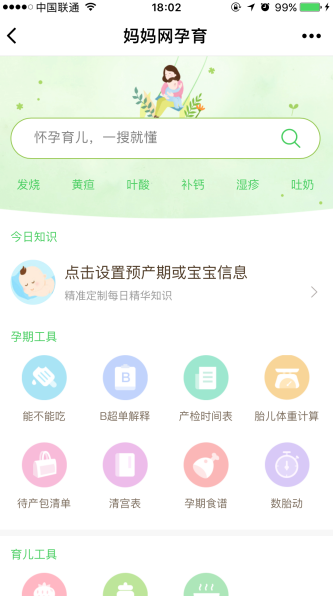 中国联通 18:02 99%
妈妈网孕育
怀孕育儿，一搜就懂
发烧 黄疸 叶酸 补钙 湿疹 吐奶
今日知识
点击设置预产期或宝宝信息
精准定制每日精华知识
孕期工具
B
能不能吃 B超单解释 产检时间表 胎儿体重计算
待产包清单 清宫表 孕期食谱 数胎动
育儿工具